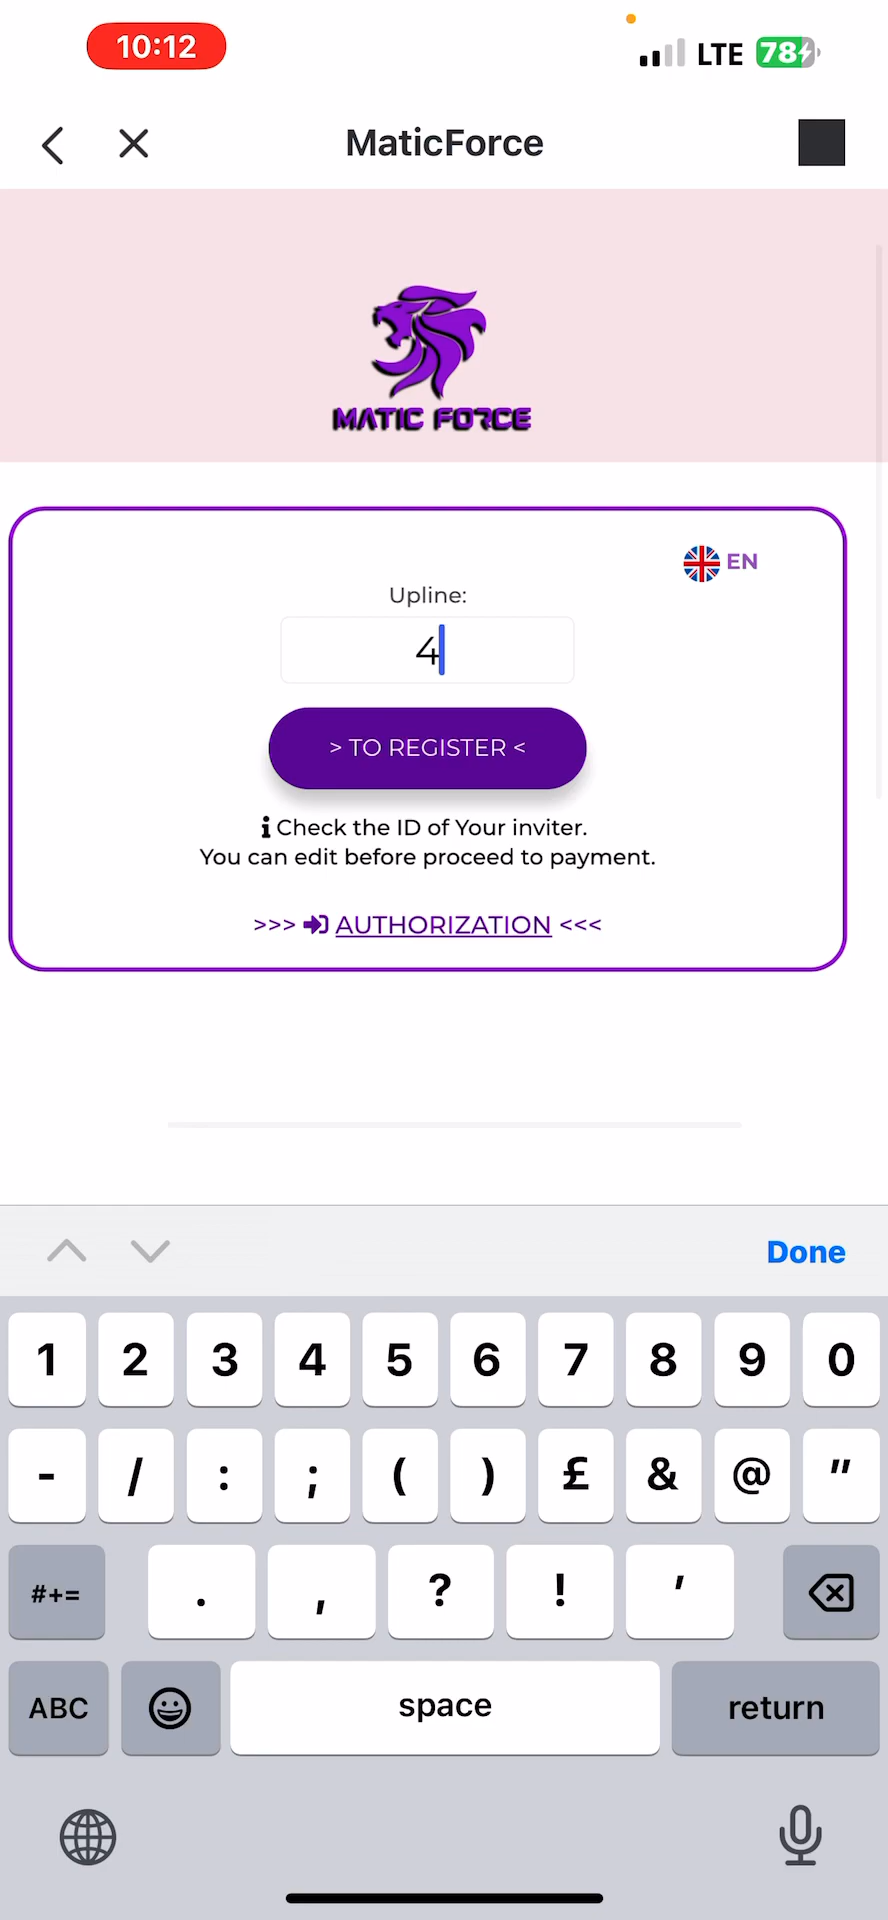 10:12
LTE 78
MaticForce
MATIC FORCE
EN
Upline:
4
> TO REGISTER <
Check the ID of Your inviter.
You can edit before proceed to payment.
>>> AUTHORIZATION <<<
Done
1 2 3 4 5 6 7 8 9 0
- / : ; ( ) £ & @ "
#+= . , ? ! '
ABC space return